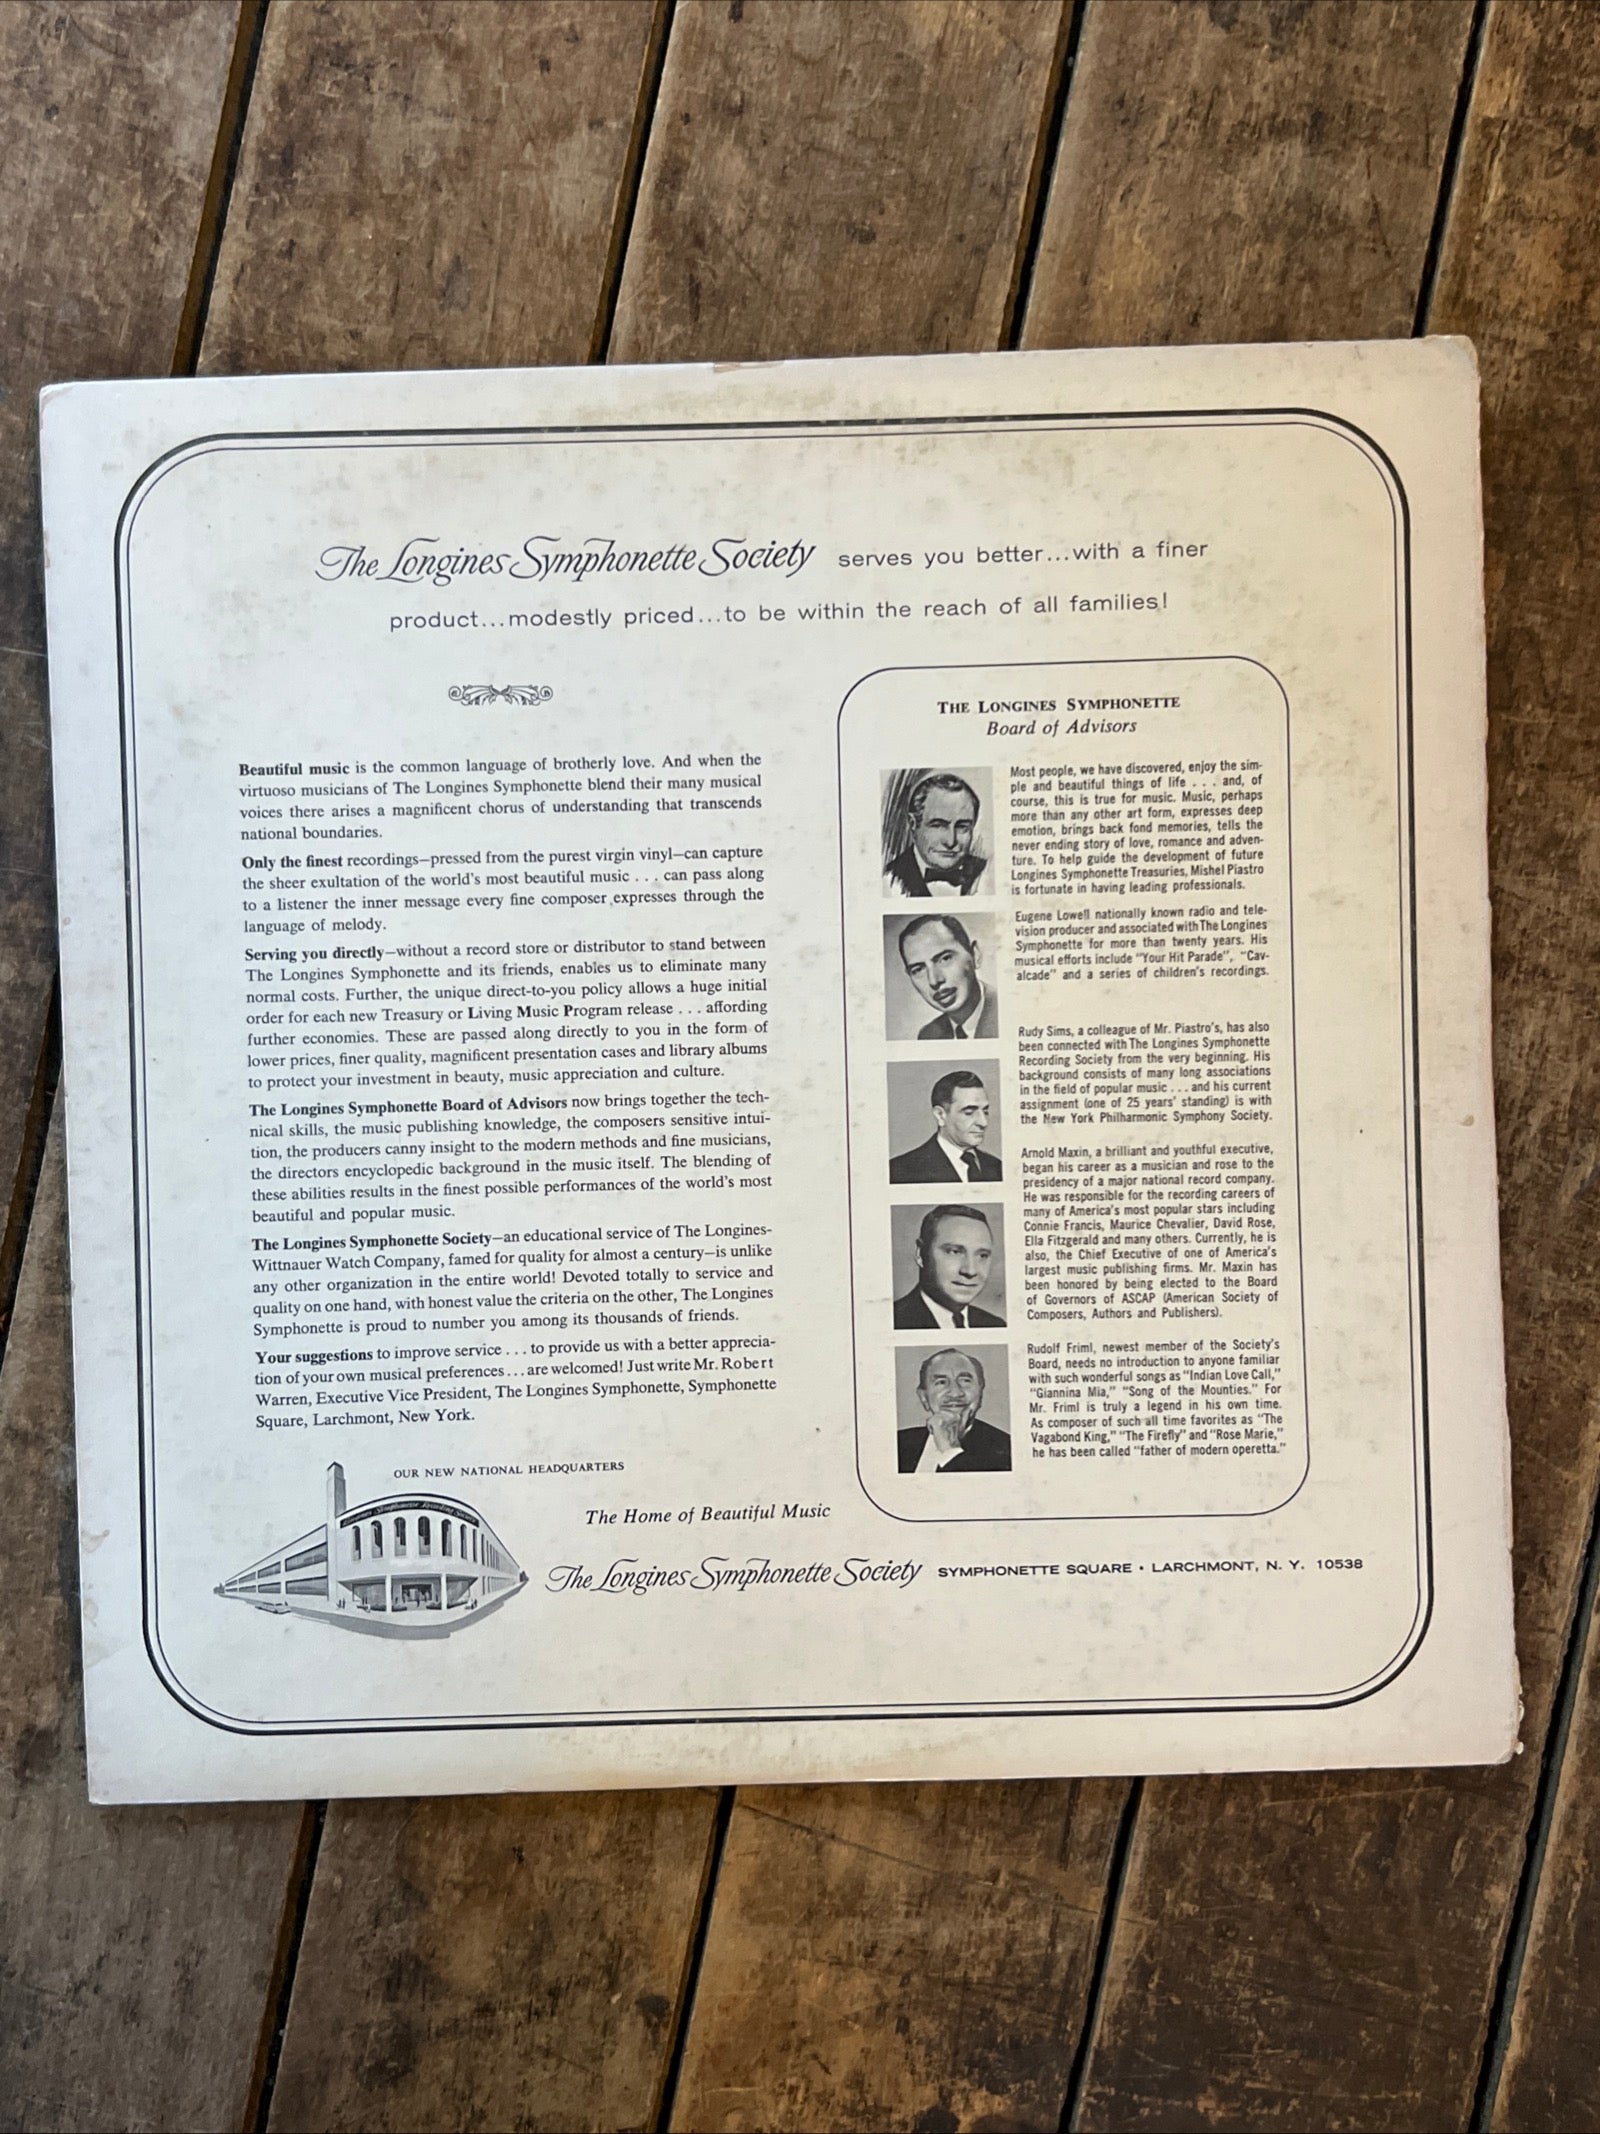 The Longines Symphonette Society serves you better...with a finer
product...modestly priced...to be within the reach of all families!
Beautiful music is the common language of brotherly love. And when the
virtuoso musicians of The Longines Symphonette blend their many musical
voices there arises a magnificent chorus of understanding that transcends
national boundaries.
Only the finest recordings—pressed from the purest virgin vinyl—can capture
the sheer exultation of the world's most beautiful music . . . can pass along
to a listener the inner message every fine composer expresses through the
language of melody.
Serving you directly—without a record store or distributor to stand between
The Longines Symphonette and its friends, enables us to eliminate many
normal costs. Further, the unique direct-to-you policy allows a huge initial
order for each new Treasury or Living Music Program release . . . affording
further economies. These are passed along directly to you in the form of
lower prices, finer quality, magnificent presentation cases and library albums
to protect your investment in beauty, music appreciation and culture.
The Longines Symphonette Board of Advisors now brings together the tech-
nical skills, the music publishing knowledge, the composers sensitive intui-
tion, the producers canny insight to the modern methods and fine musicians,
the directors encyclopedic background in the music itself. The blending of
these abilities results in the finest possible performances of the world's most
beautiful and popular music.
The Longines Symphonette Society—an educational service of The Longines-
Wittnauer Watch Company, famed for quality for almost a century—is unlike
any other organization in the entire world! Devoted totally to service and
quality on one hand, with honest value the criteria on the other, The Longines
Symphonette is proud to number you among its thousands of friends.
Your suggestions to improve service . . . to provide us with a better apprecia-
tion of your own musical preferences . . . are welcomed! Just write Mr. Robert
Warren, Executive Vice President, The Longines Symphonette, Symphonette
Square, Larchmont, New York.
THE LONGINES SYMPHONETTE
Board of Advisors
Most people, we have discovered, enjoy the sim-
ple and beautiful things of life . . . and, of
course, this is true for music. Music, perhaps
more than any other art form, expresses deep
emotion, brings back fond memories, tells the
never ending story of love, romance and adven-
ture. To help guide the development of future
Longines Symphonette Treasuries, Mishel Piastro
is fortunate in having leading professionals.
Eugene Lowell nationally known radio and tele-
vision producer and associated with The Longines
Symphonette for more than twenty years. His
musical efforts include "Your Hit Parade", "Cav-
alcade" and a series of children's recordings.
Rudy Sims, a colleague of Mr. Piastro's, has also
been connected with The Longines Symphonette
Recording Society from the very beginning. His
background consists of many long associations
in the field of popular music . . . and his current
assignment (one of 25 years' standing) is with
the New York Philharmonic Symphony Society.
Arnold Maxin, a brilliant and youthful executive,
began his career as a musician and rose to the
presidency of a major national record company.
He was responsible for the recording careers of
many of America's most popular stars including
Connie Francis, Maurice Chevalier, David Rose,
Ella Fitzgerald and many others. Currently, he is
also, the Chief Executive of one of America's
largest music publishing firms. Mr. Maxin has
been honored by being elected to the Board
of Governors of ASCAP (American Society of
Composers, Authors and Publishers).
Rudolf Friml, newest member of the Society's
Board, needs no introduction to anyone familiar
with such wonderful songs as "Indian Love Call,"
"Giannina Mia," "Song of the Mounties." For
Mr. Friml is truly a legend in his own time.
As composer of such all time favorites as "The
Vagabond King," "The Firefly" and "Rose Marie,"
he has been called "father of modern operetta."
OUR NEW NATIONAL HEADQUARTERS
The Home of Beautiful Music
The Longines Symphonette Society SYMPHONETTE SQUARE • LARCHMONT, N. Y. 10538